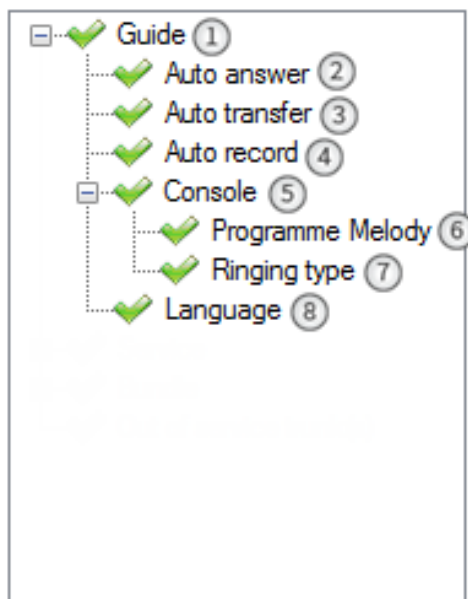 Guide 1
Auto answer 2
Auto transfer 3
Auto record 4
Console 5
Programme Melody 6
Ringing type 7
Language 8